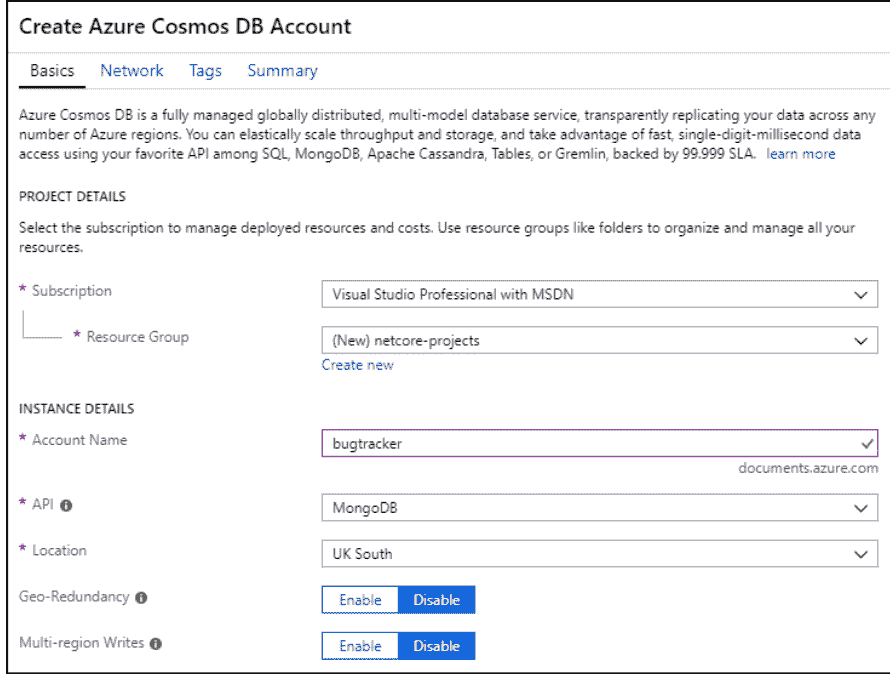 Create Azure Cosmos DB Account
Basics Network Tags Summary
Azure Cosmos DB is a fully managed globally distributed, multi-model database service, transparently replicating your data across any
number of Azure regions. You can elastically scale throughput and storage, and take advantage of fast, single-digit-millisecond data
access using your favorite API among SQL, MongoDB, Apache Cassandra, Tables, or Gremlin, backed by 99.999 SLA. learn more
PROJECT DETAILS
Select the subscription to manage deployed resources and costs. Use resource groups like folders to organize and manage all your
resources.
* Subscription
Visual Studio Professional with MSDN
* Resource Group
(New) netcore-projects
Create new
INSTANCE DETAILS
* Account Name
bugtracker
documents.azure.com
* API
MongoDB
* Location
UK South
Geo-Redundancy
Enable Disable
Multi-region Writes
Enable Disable